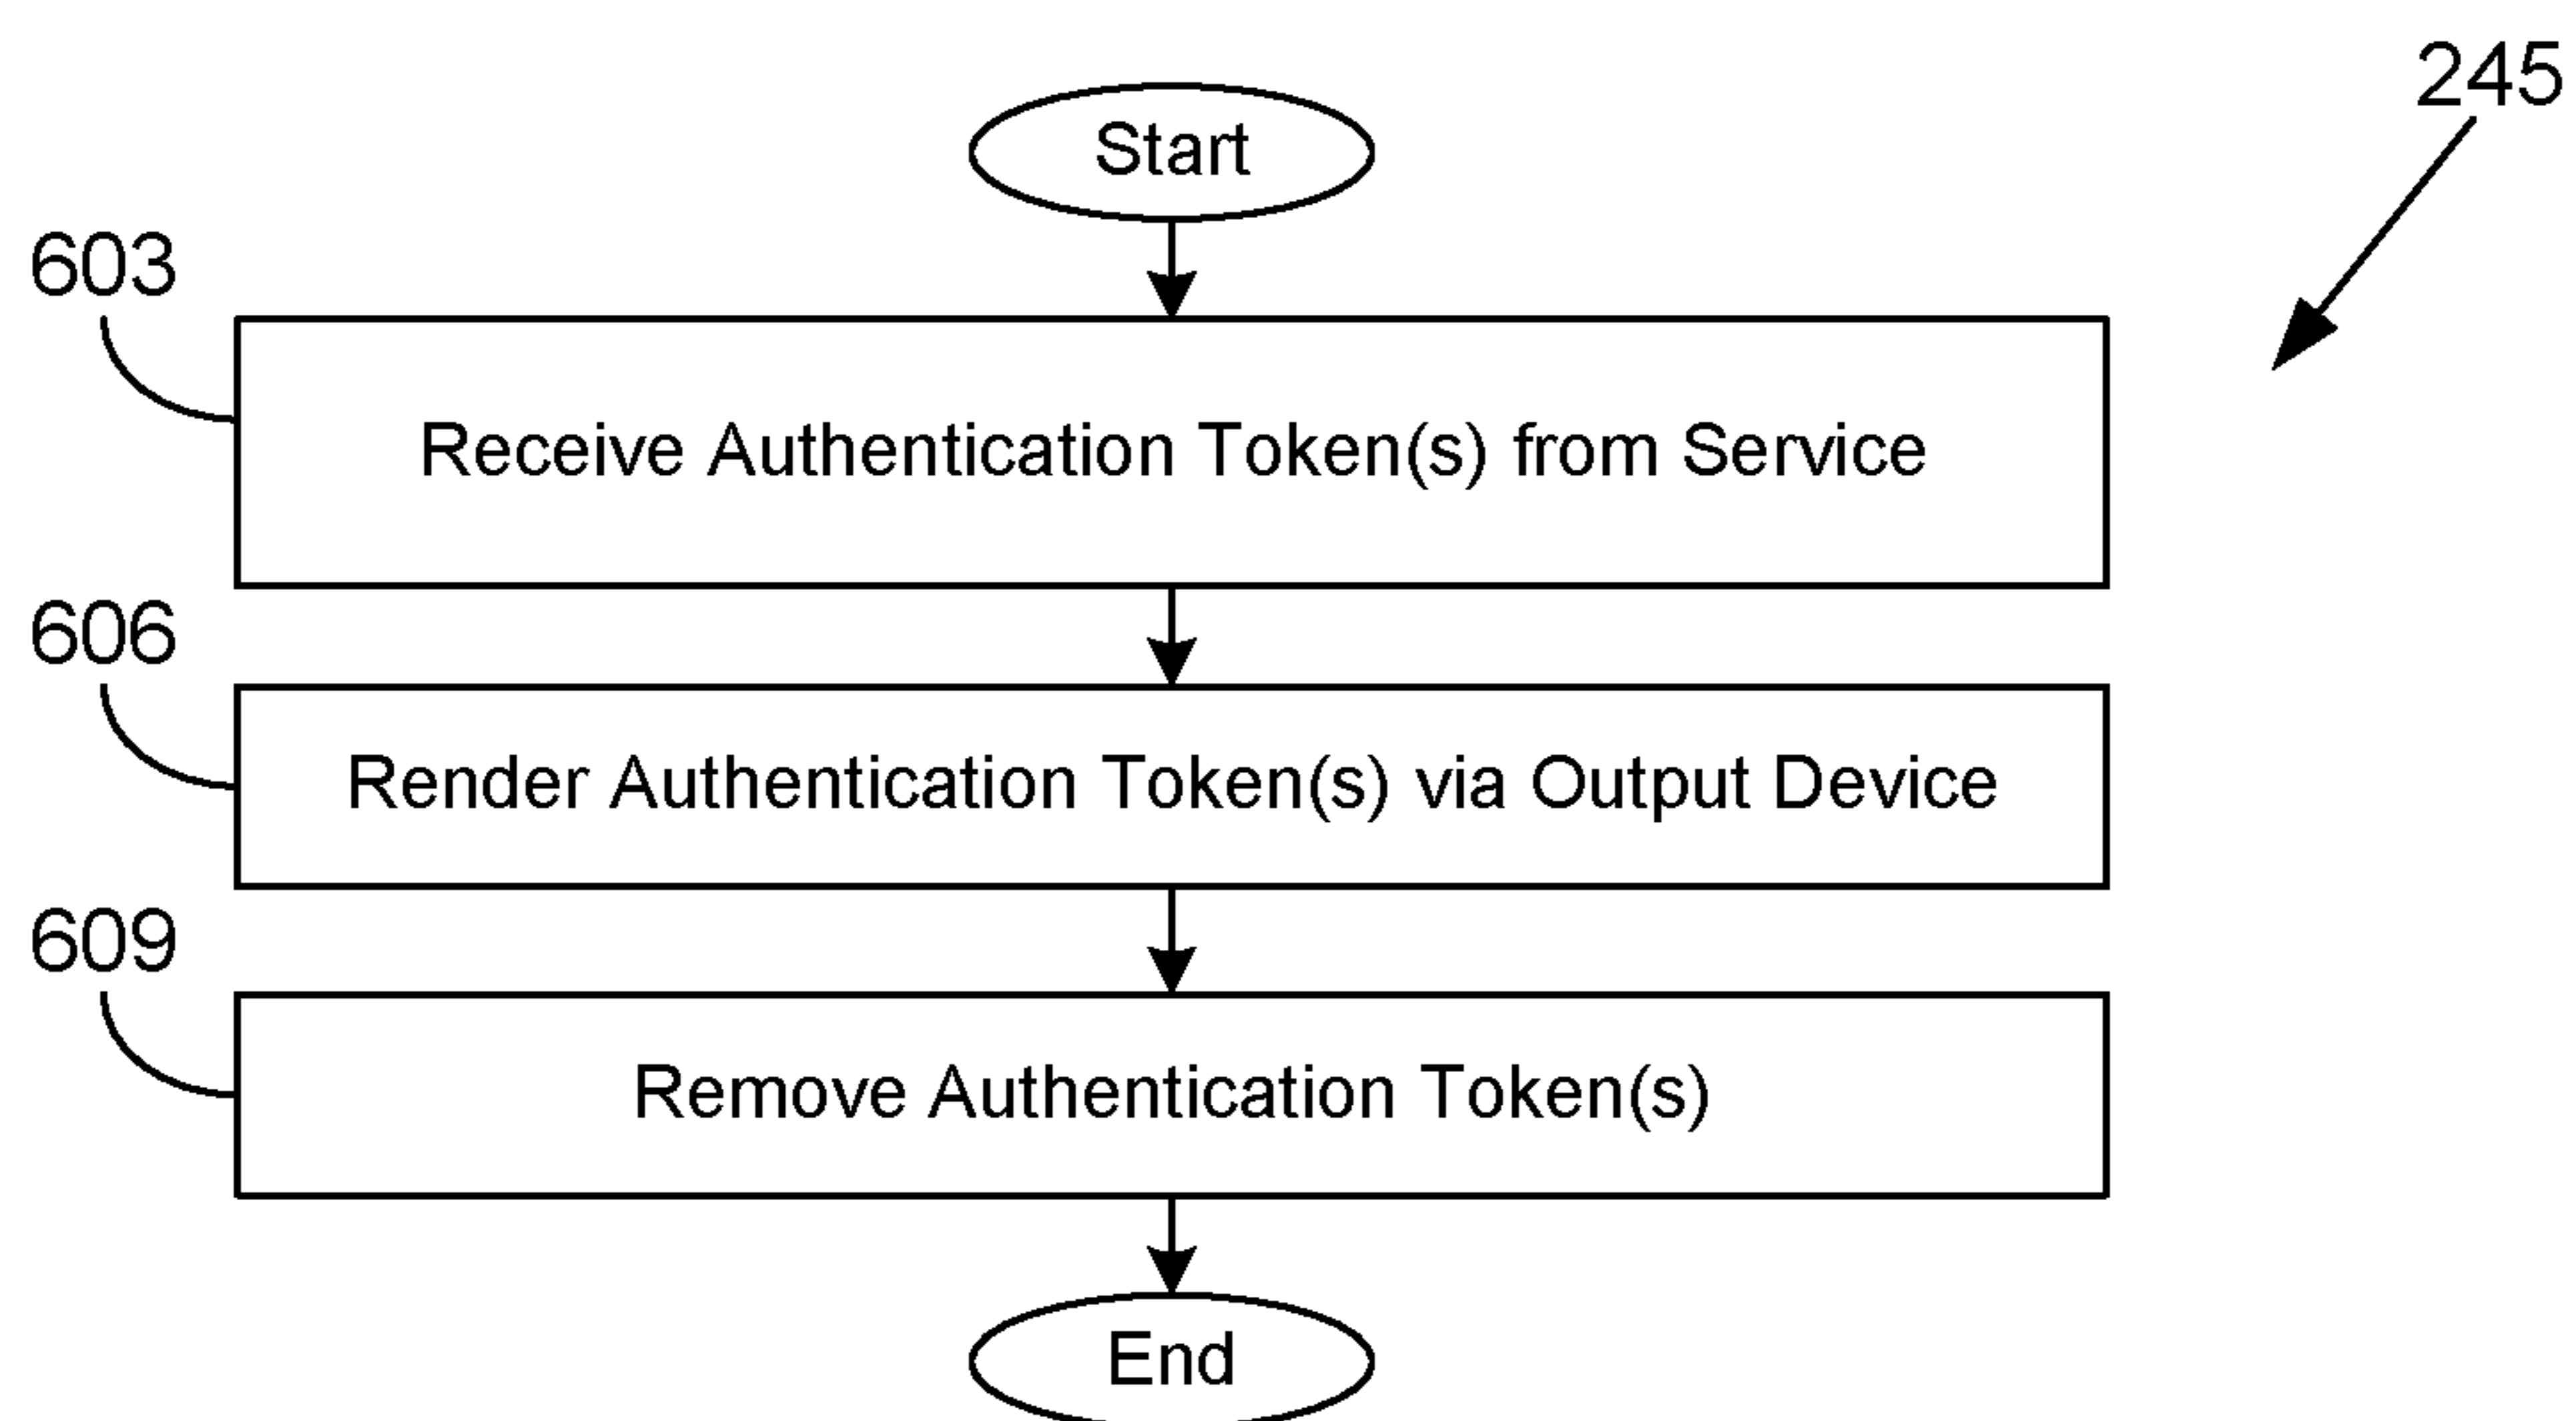 245
Start
603
Receive Authentication Token(s) from Service
606
Render Authentication Token(s) via Output Device
609
Remove Authentication Token(s)
End